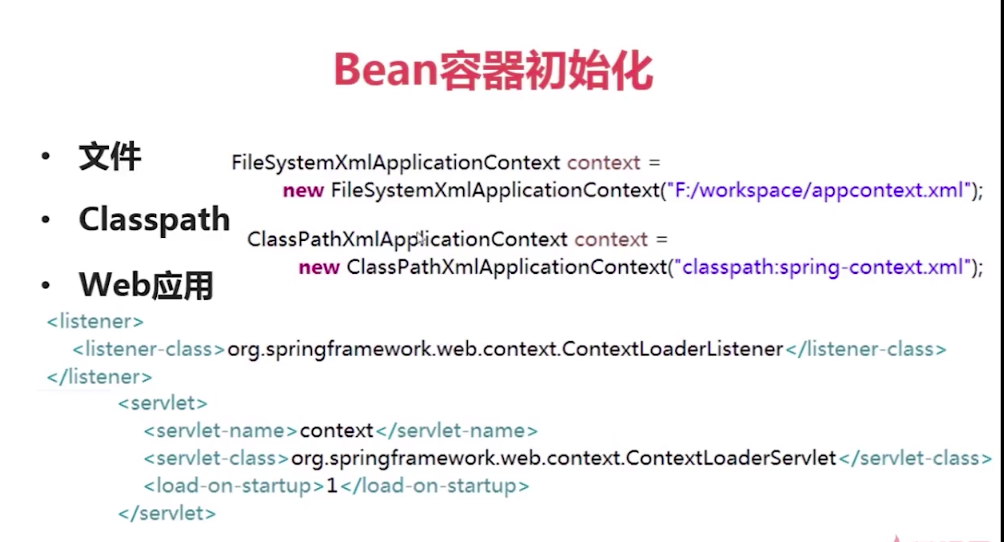 Bean容器初始化
• 文件
FileSystemXmlApplicationContext context =
new FileSystemXmlApplicationContext("F:/workspace/appcontext.xml");
• Classpath
ClassPathXmlApplicationContext context =
new ClassPathXmlApplicationContext("classpath:spring-context.xml");
• Web应用
<listener>
<listener-class>org.springframework.web.context.ContextLoaderListener</listener-class>
</listener>
<servlet>
<servlet-name>context</servlet-name>
<servlet-class>org.springframework.web.context.ContextLoaderServlet</servlet-class>
<load-on-startup>1</load-on-startup>
</servlet>